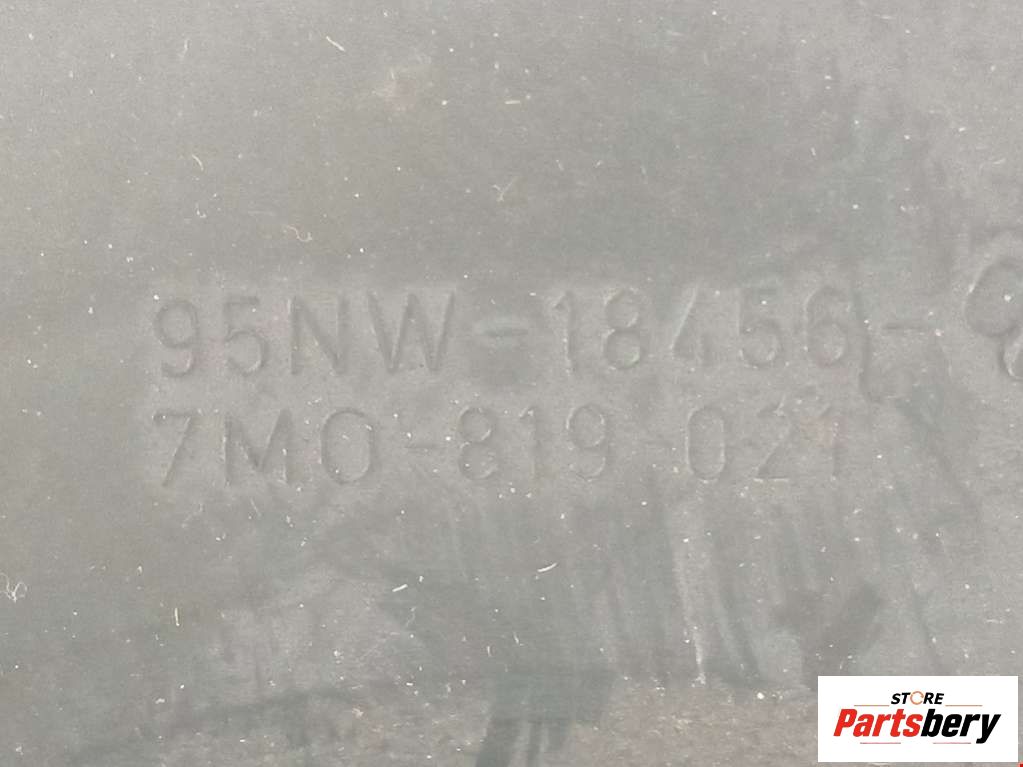 95NW-18456-
7M0-819-021
STORE
Partsbery